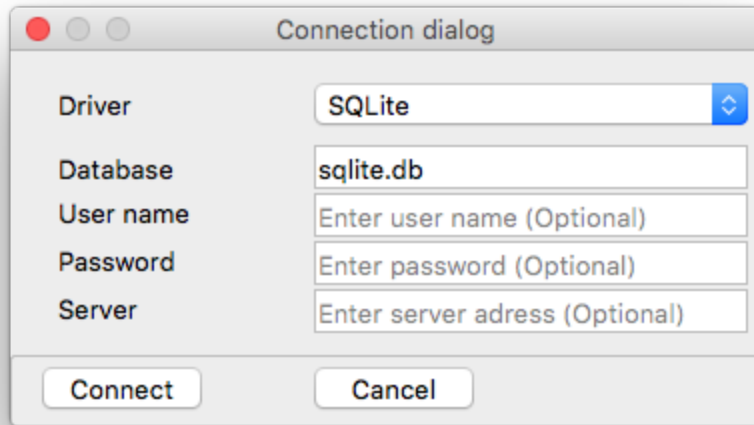 Connection dialog
Driver SQLite
Database sqlite.db
User name Enter user name (Optional)
Password Enter password (Optional)
Server Enter server adress (Optional)
Connect Cancel